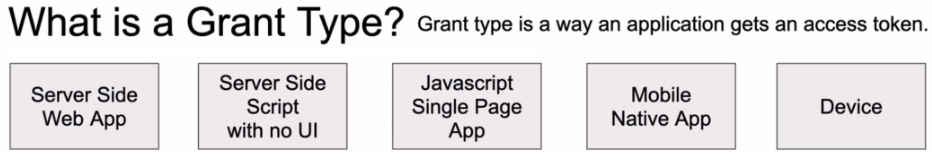 What is a Grant Type? Grant type is a way an application gets an access token.
Server Side
Web App
Server Side
Script
with no UI
Javascript
Single Page
App
Mobile
Native App
Device